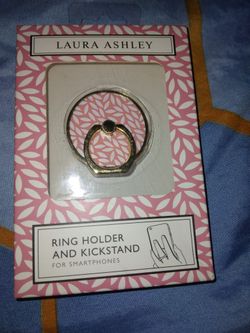 LAURA ASHLEY
RING HOLDER
AND KICKSTAND
FOR SMARTPHONES